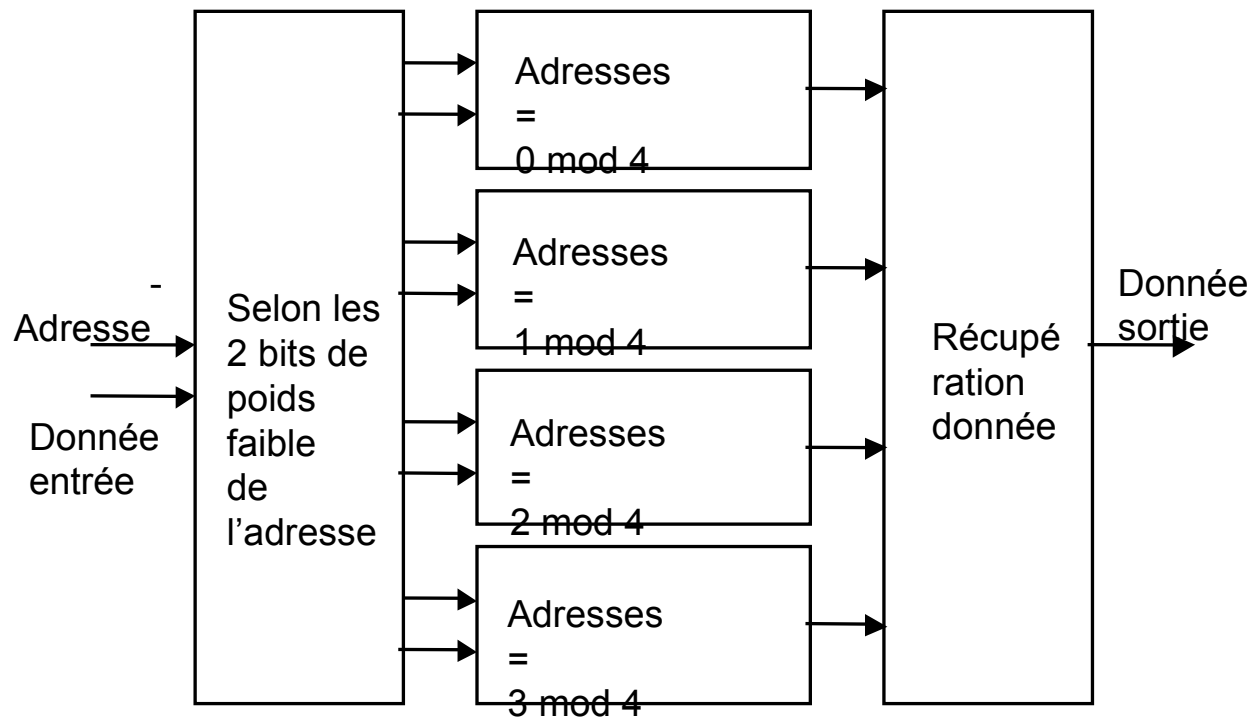 -
Adresse
Donnée
entrée
Selon les
2 bits de
poids
faible
de
l’adresse
Adresses
=
0 mod 4
Adresses
=
1 mod 4
Adresses
=
2 mod 4
Adresses
=
3 mod 4
Récupé
ration
donnée
Donnée
sortie